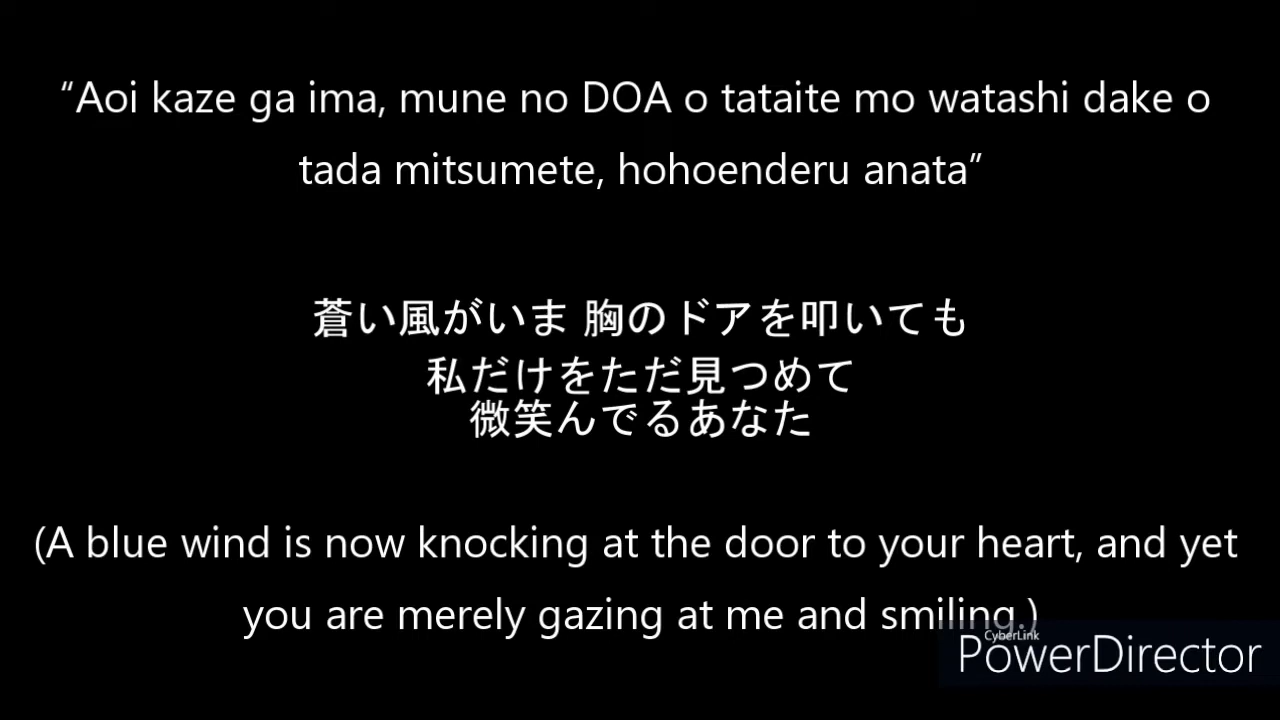 “Aoi kaze ga ima, mune no DOA o tataite mo watashi dake o
tada mitsumete, hohoenderu anata”
蒼い風がいま 胸のドアを叩いても
私だけをただ見つめて
微笑んでるあなた
(A blue wind is now knocking at the door to your heart, and yet
you are merely gazing at me and smiling.)
CyberLink
PowerDirector